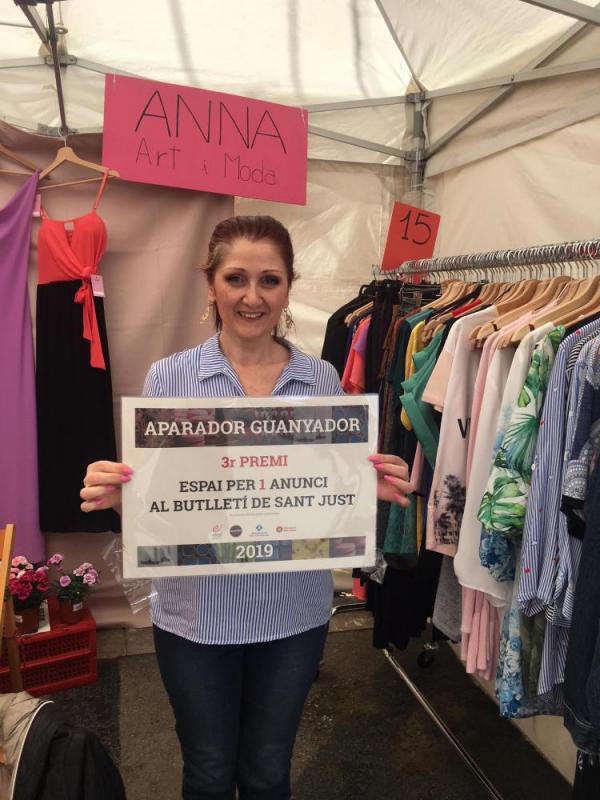 ANNA
Art i Moda
15
APARADOR GUANYADOR
3r PREMI
ESPAI PER 1 ANUNCI
AL BUTLLETÍ DE SANT JUST
2019